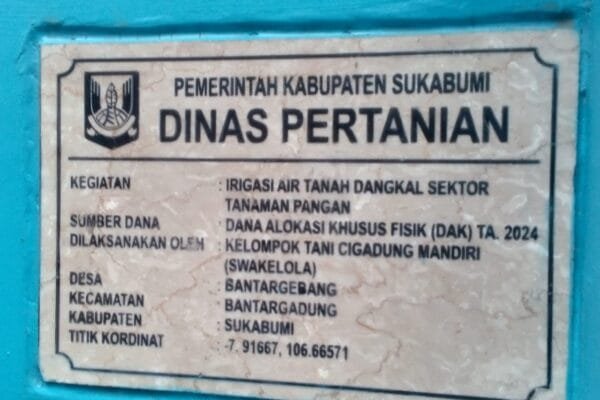 PEMERINTAH KABUPATEN SUKABUMI
DINAS PERTANIAN
KEGIATAN : IRIGASI AIR TANAH DANGKAL SEKTOR
TANAMAN PANGAN
SUMBER DANA : DANA ALOKASI KHUSUS FISIK (DAK) TA. 2024
DILAKSANAKAN OLEH : KELOMPOK TANI CIGADUNG MANDIRI
(SWAKELOLA)
DESA : BANTARGEBANG
KECAMATAN : BANTARGADUNG
KABUPATEN : SUKABUMI
TITIK KORDINAT : -7. 91667, 106.66571